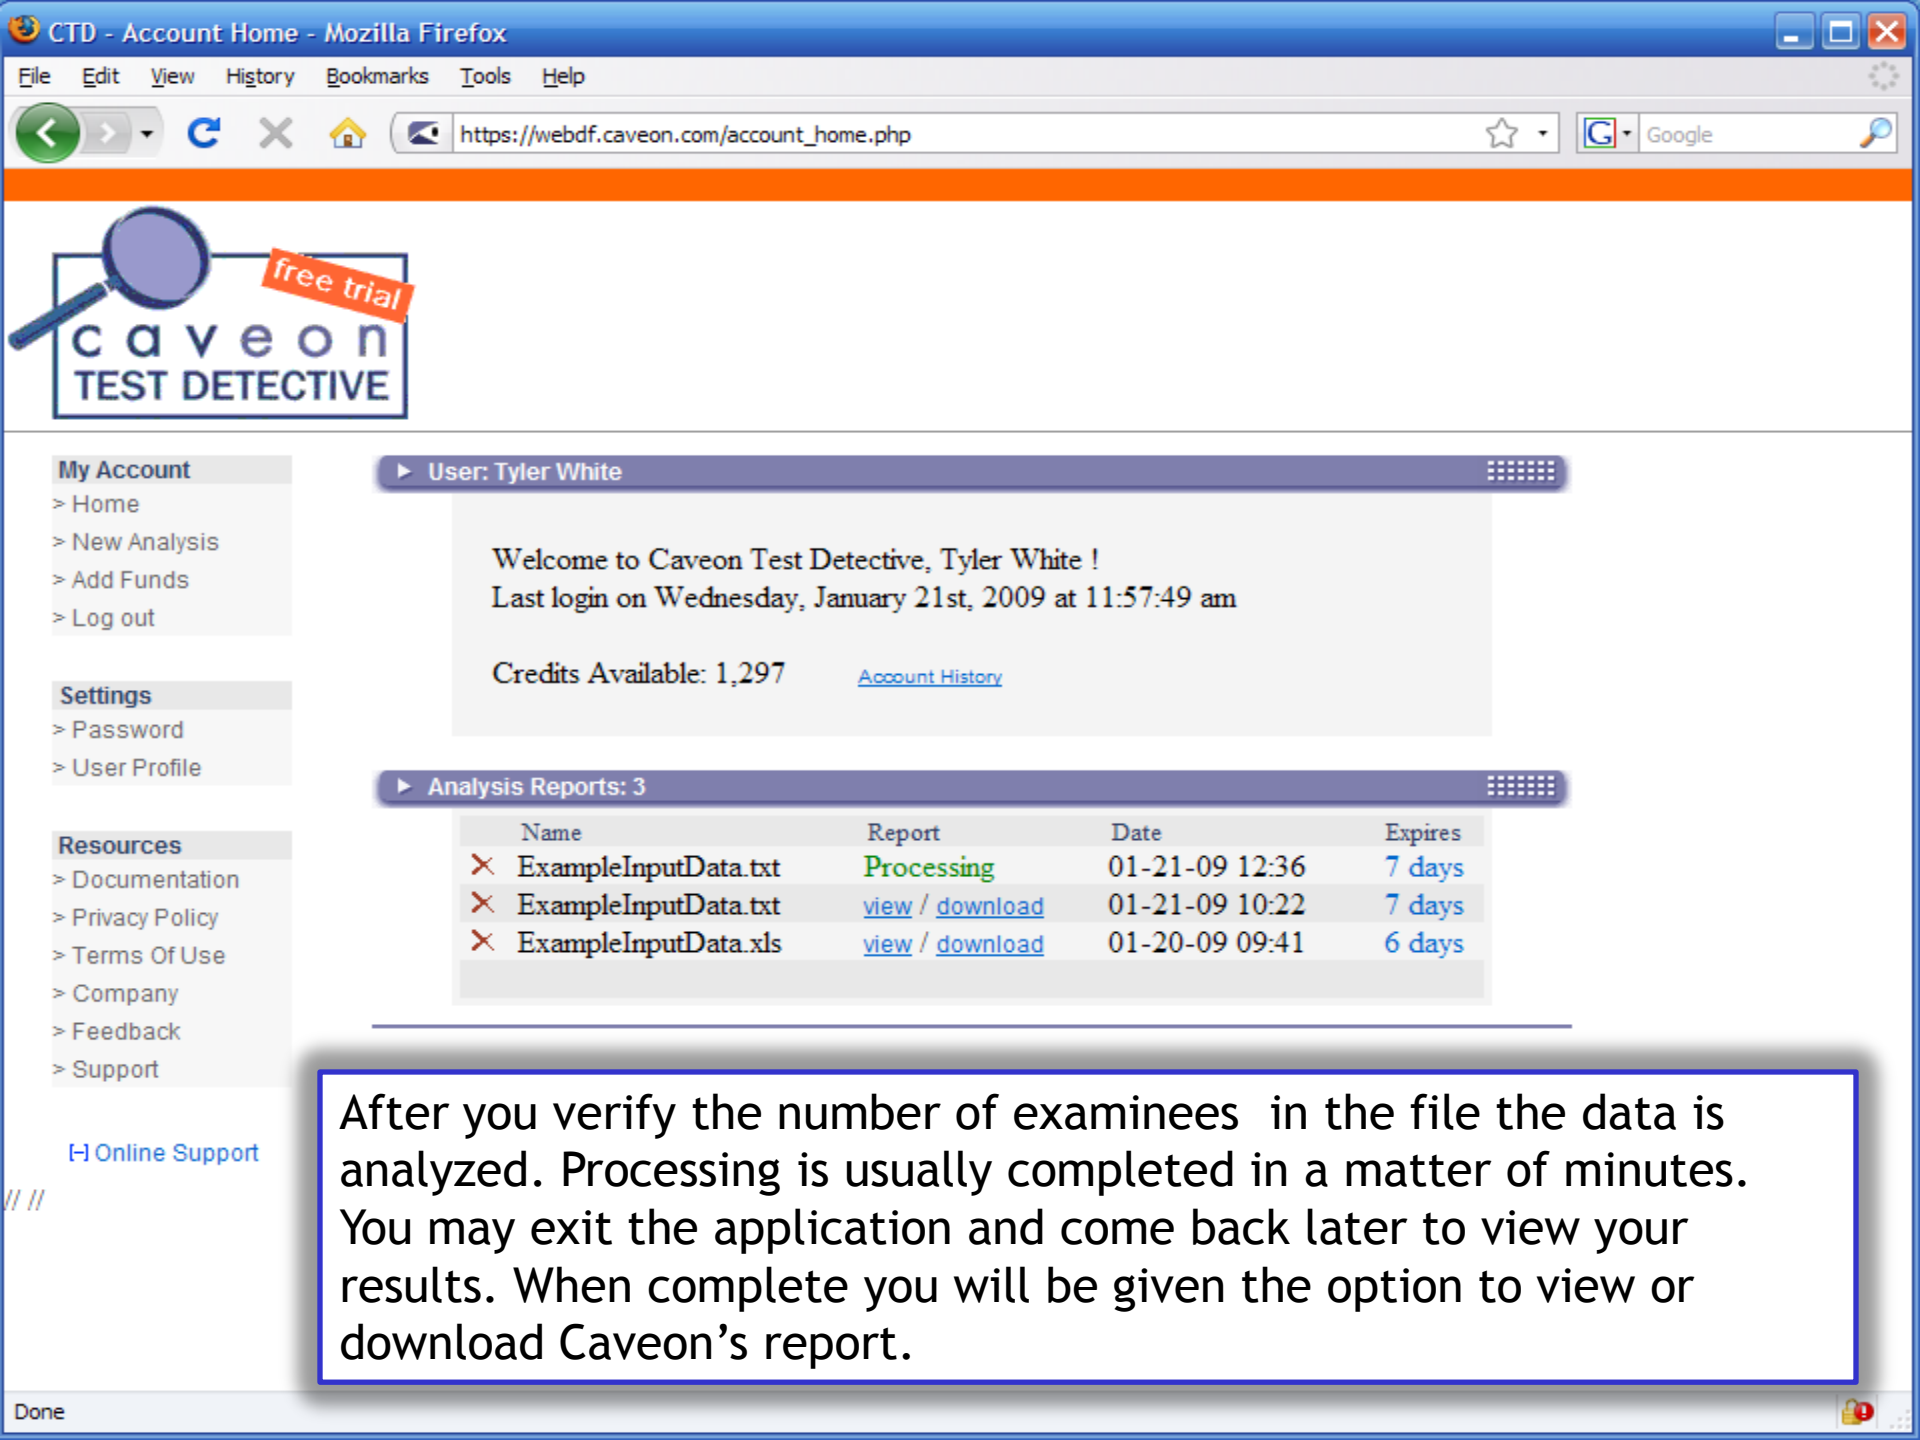 CTD - Account Home - Mozilla Firefox
File Edit View History Bookmarks Tools Help
https://webdf.caveon.com/account_home.php
G Google
free trial
caveon
TEST DETECTIVE
My Account
> Home
> New Analysis
> Add Funds
> Log out
Settings
> Password
> User Profile
Resources
> Documentation
> Privacy Policy
> Terms Of Use
> Company
> Feedback
> Support
[-] Online Support
// //
User: Tyler White
Welcome to Caveon Test Detective, Tyler White !
Last login on Wednesday, January 21st, 2009 at 11:57:49 am
Credits Available: 1,297 Account History
Analysis Reports: 3
Name Report Date Expires
ExampleInputData.txt Processing 01-21-09 12:36 7 days
ExampleInputData.txt view / download 01-21-09 10:22 7 days
ExampleInputData.xls view / download 01-20-09 09:41 6 days
After you verify the number of examinees in the file the data is
analyzed. Processing is usually completed in a matter of minutes.
You may exit the application and come back later to view your
results. When complete you will be given the option to view or
download Caveon’s report.
Done